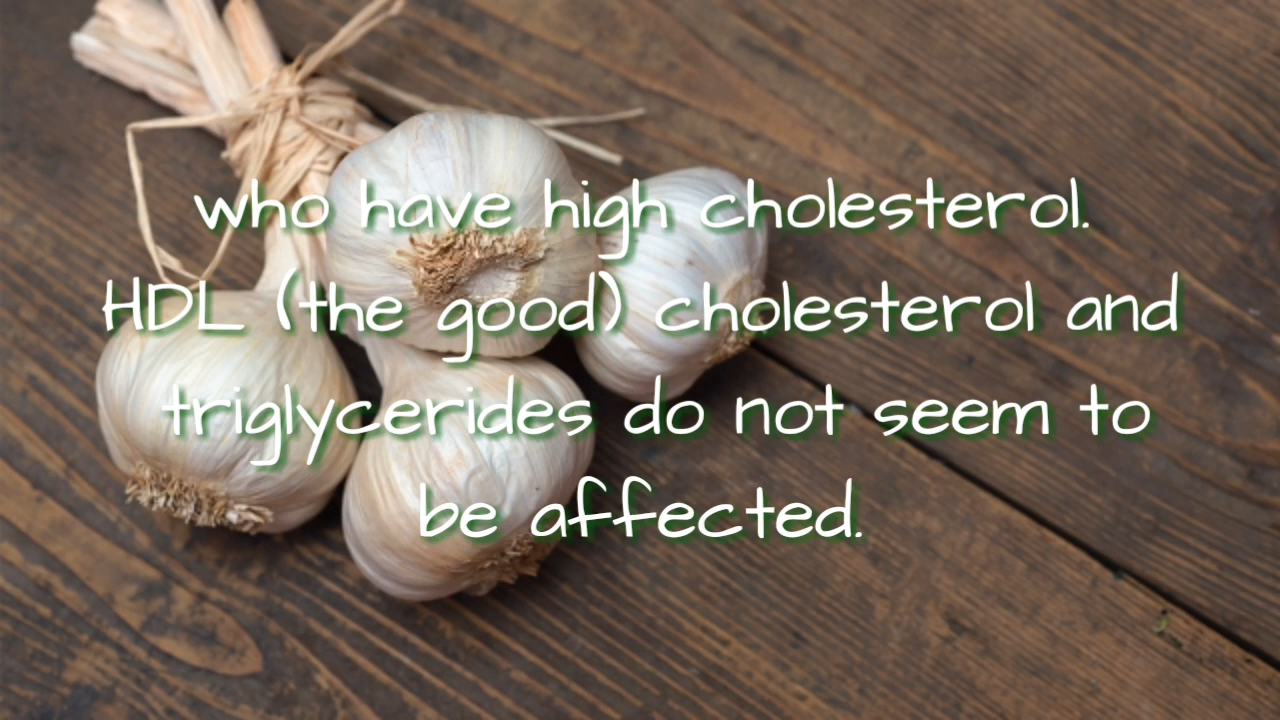 who have high cholesterol.
HDL (the good) cholesterol and
triglycerides do not seem to
be affected.